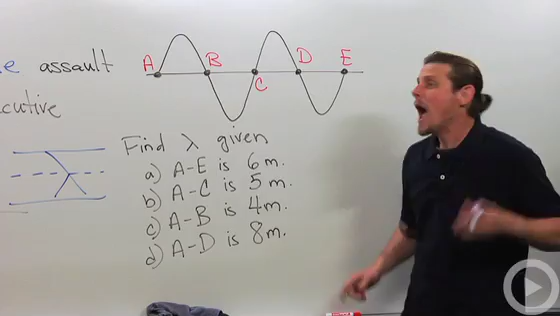 A B C D E
e assault
cutive
Find λ given
a) A-E is 6m.
b) A-C is 5m.
c) A-B is 4m.
d) A-D is 8m.